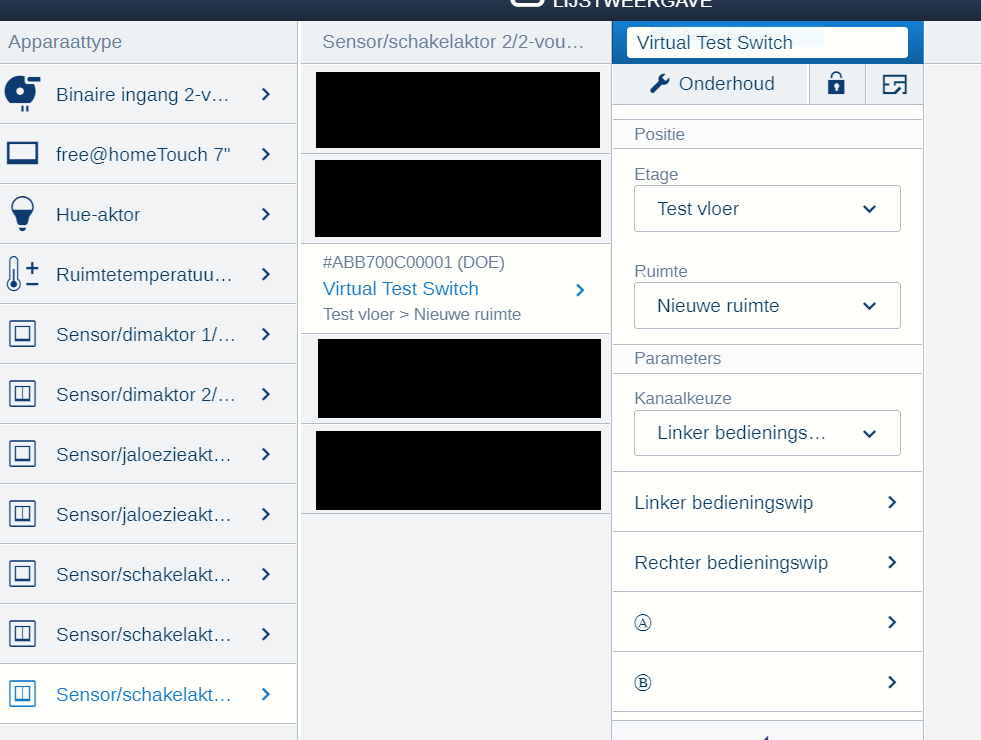 LIJSTWEERGAVE
Apparaattype
Binaire ingang 2-v...
free@homeTouch 7"
Hue-aktor
Ruimtetemperatuu...
Sensor/dimaktor 1/...
Sensor/dimaktor 2/...
Sensor/jaloezieakt...
Sensor/jaloezieakt...
Sensor/schakelakt...
Sensor/schakelakt...
Sensor/schakelakt...
Sensor/schakelaktor 2/2-vou...
#ABB700C00001 (DOE)
Virtual Test Switch
Test vloer > Nieuwe ruimte
Virtual Test Switch
Onderhoud
Positie
Etage
Test vloer
Ruimte
Nieuwe ruimte
Parameters
Kanaalkeuze
Linker bedienings...
Linker bedieningswip
Rechter bedieningswip
Ⓐ
Ⓑ